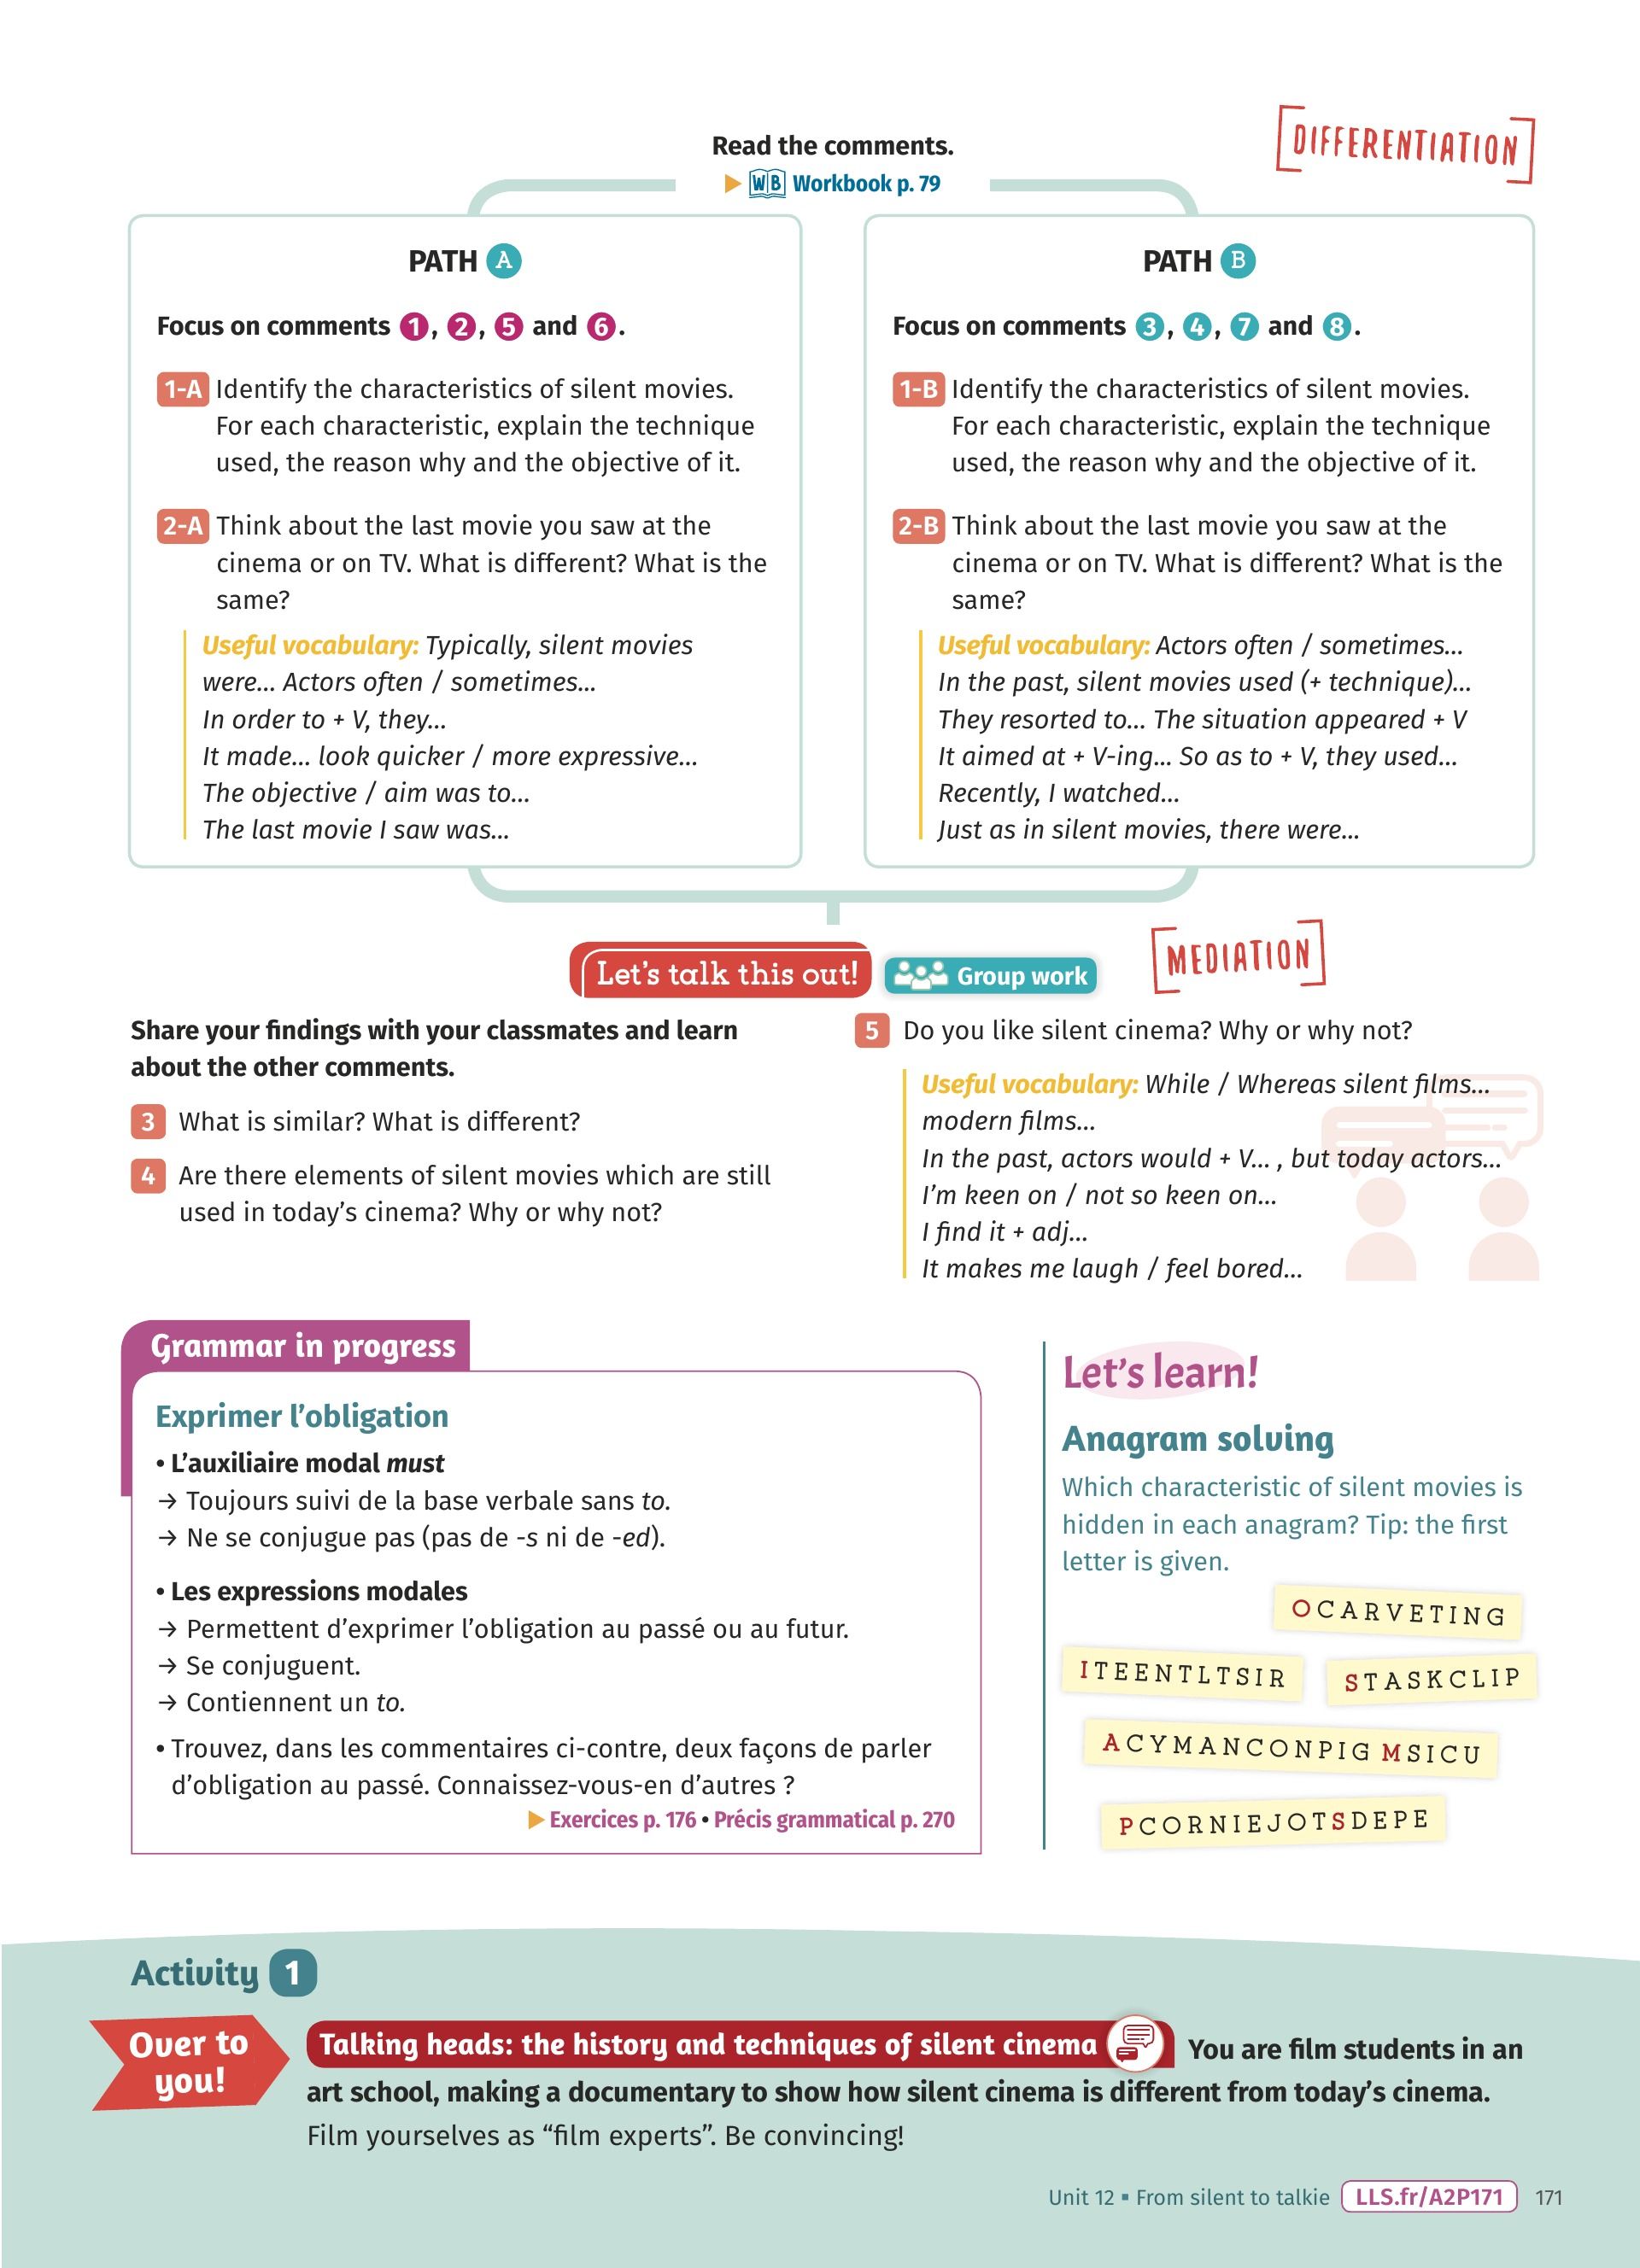 DIFFERENTIATION
Read the comments.
WB Workbook p. 79
PATH A
Focus on comments 1, 2, 5 and 6.
1-A Identify the characteristics of silent movies.
For each characteristic, explain the technique
used, the reason why and the objective of it.
2-A Think about the last movie you saw at the
cinema or on TV. What is different? What is the
same?
Useful vocabulary: Typically, silent movies
were... Actors often / sometimes...
In order to + V, they...
It made... look quicker / more expressive...
The objective / aim was to...
The last movie I saw was...
PATH B
Focus on comments 3, 4, 7 and 8.
1-B Identify the characteristics of silent movies.
For each characteristic, explain the technique
used, the reason why and the objective of it.
2-B Think about the last movie you saw at the
cinema or on TV. What is different? What is the
same?
Useful vocabulary: Actors often / sometimes...
In the past, silent movies used (+ technique)...
They resorted to... The situation appeared + V
It aimed at + V-ing... So as to + V, they used...
Recently, I watched...
Just as in silent movies, there were...
Let's talk this out! Group work
MEDIATION
Share your findings with your classmates and learn
about the other comments.
3 What is similar? What is different?
4 Are there elements of silent movies which are still
used in today's cinema? Why or why not?
5 Do you like silent cinema? Why or why not?
Useful vocabulary: While / Whereas silent films...
modern films...
In the past, actors would + V... , but today actors...
I'm keen on / not so keen on...
I find it + adj...
It makes me laugh / feel bored...
Grammar in progress
Exprimer l'obligation
• L'auxiliaire modal must
→ Toujours suivi de la base verbale sans to.
→ Ne se conjugue pas (pas de -s ni de -ed).
• Les expressions modales
→ Permettent d'exprimer l'obligation au passé ou au futur.
→ Se conjuguent.
→ Contiennent un to.
• Trouvez, dans les commentaires ci-contre, deux façons de parler
d'obligation au passé. Connaissez-vous-en d'autres ?
Exercices p. 176 • Précis grammatical p. 270
Let's learn!
Anagram solving
Which characteristic of silent movies is
hidden in each anagram? Tip: the first
letter is given.
OCARVETING
ITEENTLTSIR
STASKCLIP
ACYMANCONPIG MSICU
PCORNIEJOTSDEPE
Activity 1
Over to
you!
Talking heads: the history and techniques of silent cinema You are film students in an
art school, making a documentary to show how silent cinema is different from today's cinema.
Film yourselves as “film experts”. Be convincing!
Unit 12 ▪ From silent to talkie LLS.fr/A2P171 171